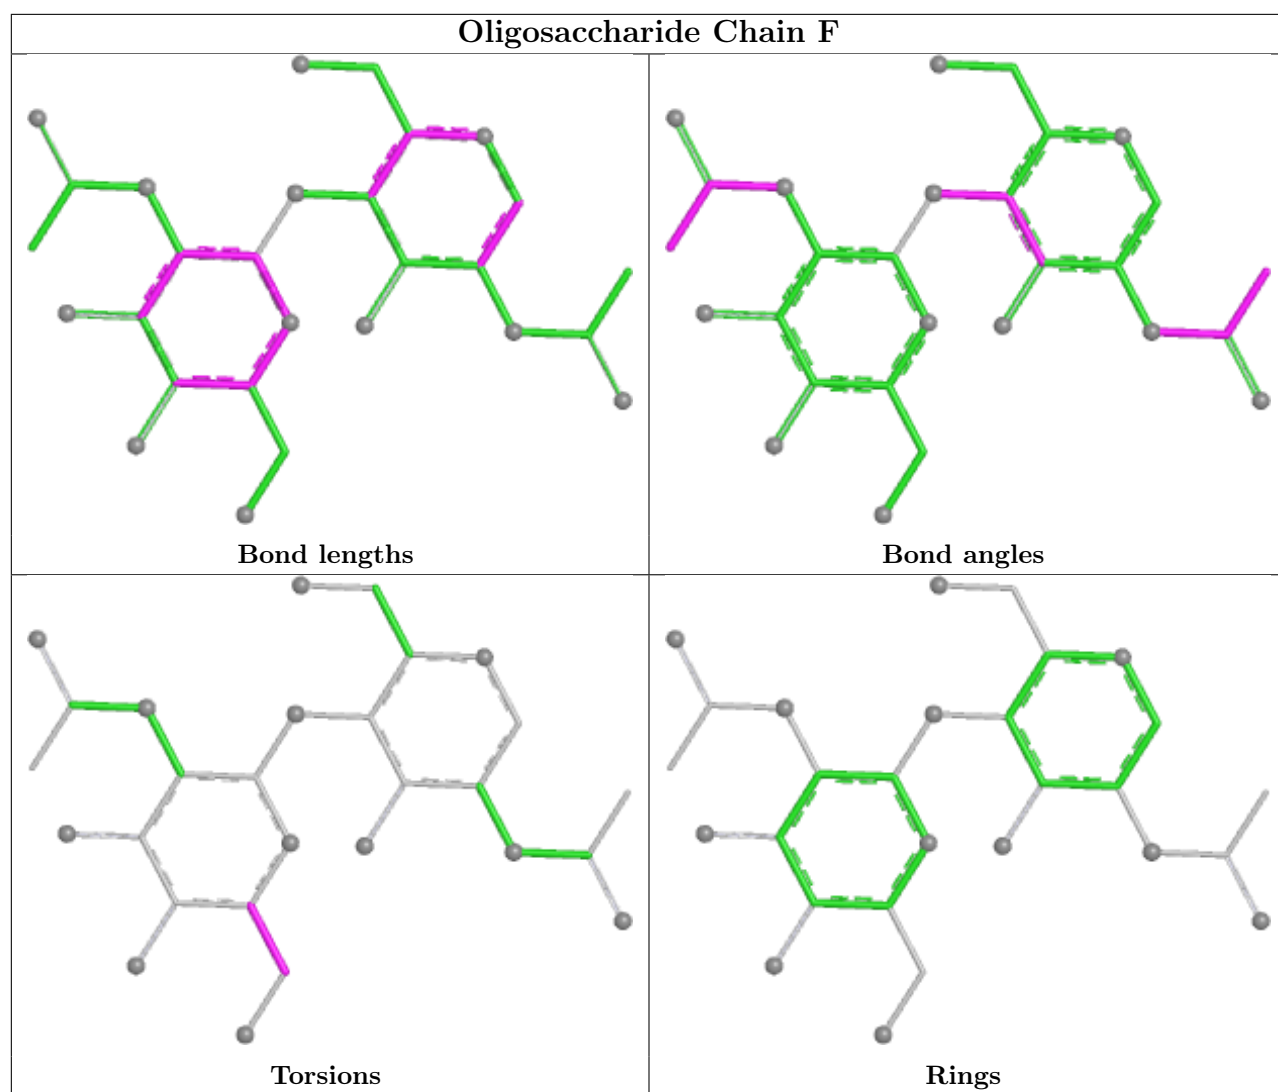 Oligosaccharide Chain F
Bond lengths
Bond angles
Torsions
Rings